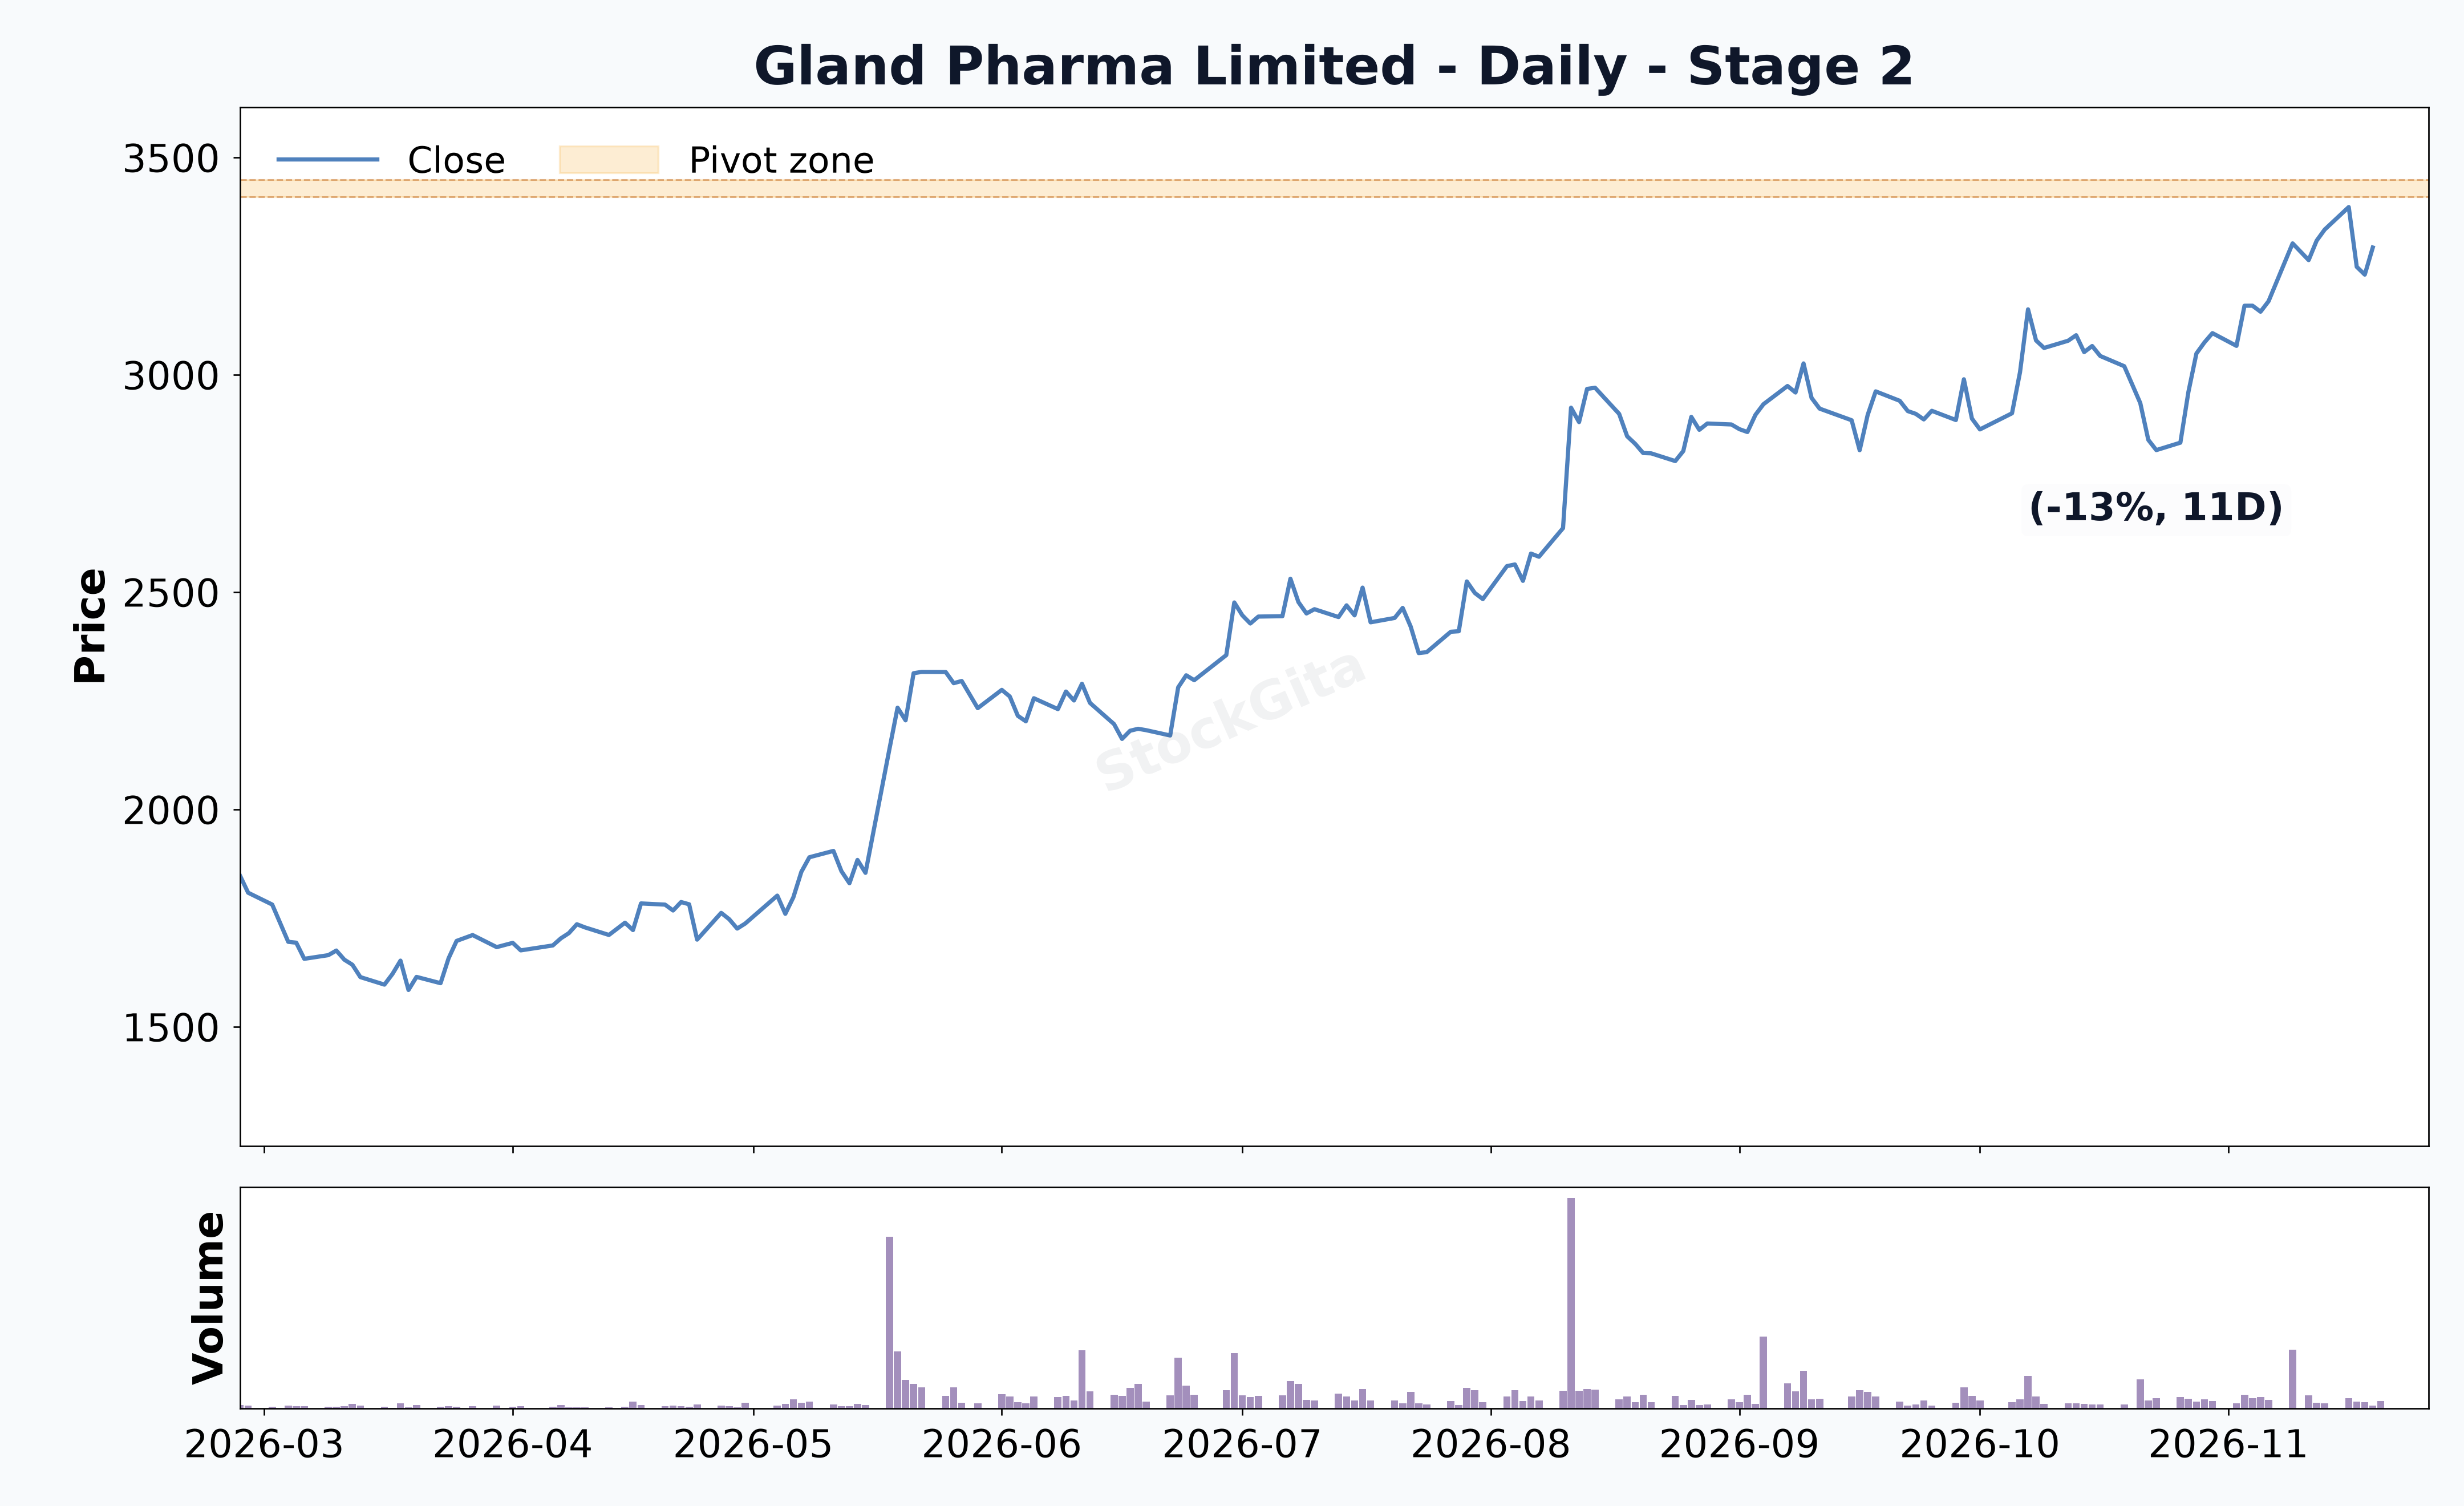 Gland Pharma Limited - Daily - Stage 2
Close Pivot zone
3500
3000
2500
2000
1500
Price
(-13%, 11D)
StockGita
Volume
2026-03 2026-04 2026-05 2026-06 2026-07 2026-08 2026-09 2026-10 2026-11